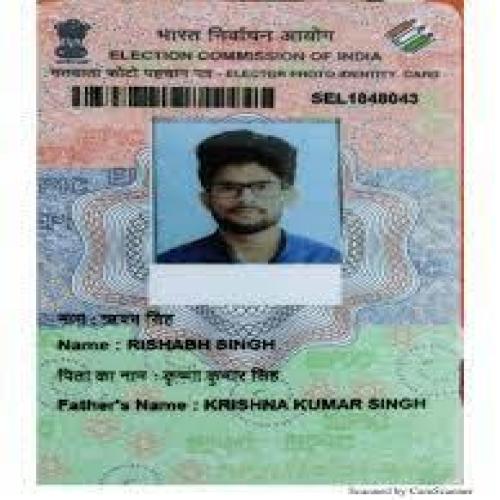 भारत निर्वाचन आयोग
ELECTION COMMISSION OF INDIA
मतदाता फोटो पहचान पत्र - ELECTOR PHOTO IDENTITY CARD
SEL1848043
नाम : ऋषभ सिंह
Name : RISHABH SINGH
पिता का नाम : कृष्णा कुमार सिंह
Father's Name : KRISHNA KUMAR SINGH
Scanned by CamScanner